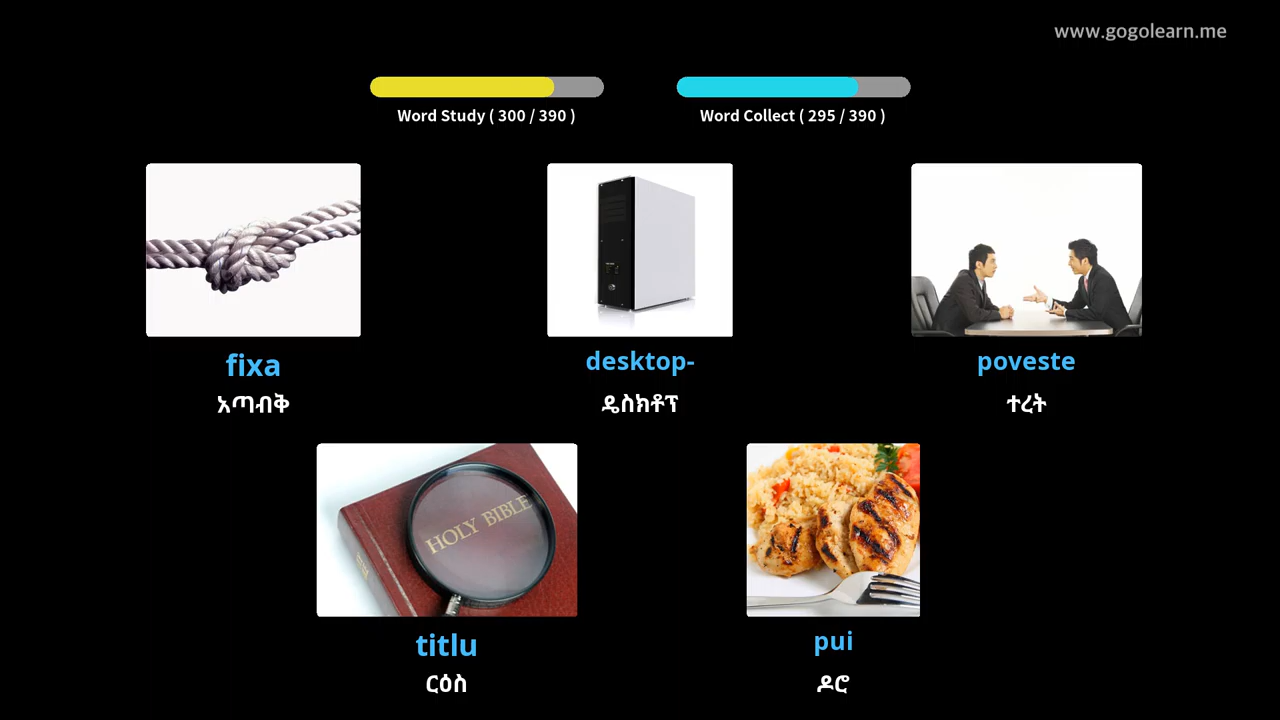 www.gogolearn.me
Word Study ( 300 / 390 )
Word Collect ( 295 / 390 )
fixa
አጣብቅ
desktop-
ዴስክቶፕ
poveste
ተረት
HOLY BIBLE
titlu
ርዕስ
pui
ዶሮ